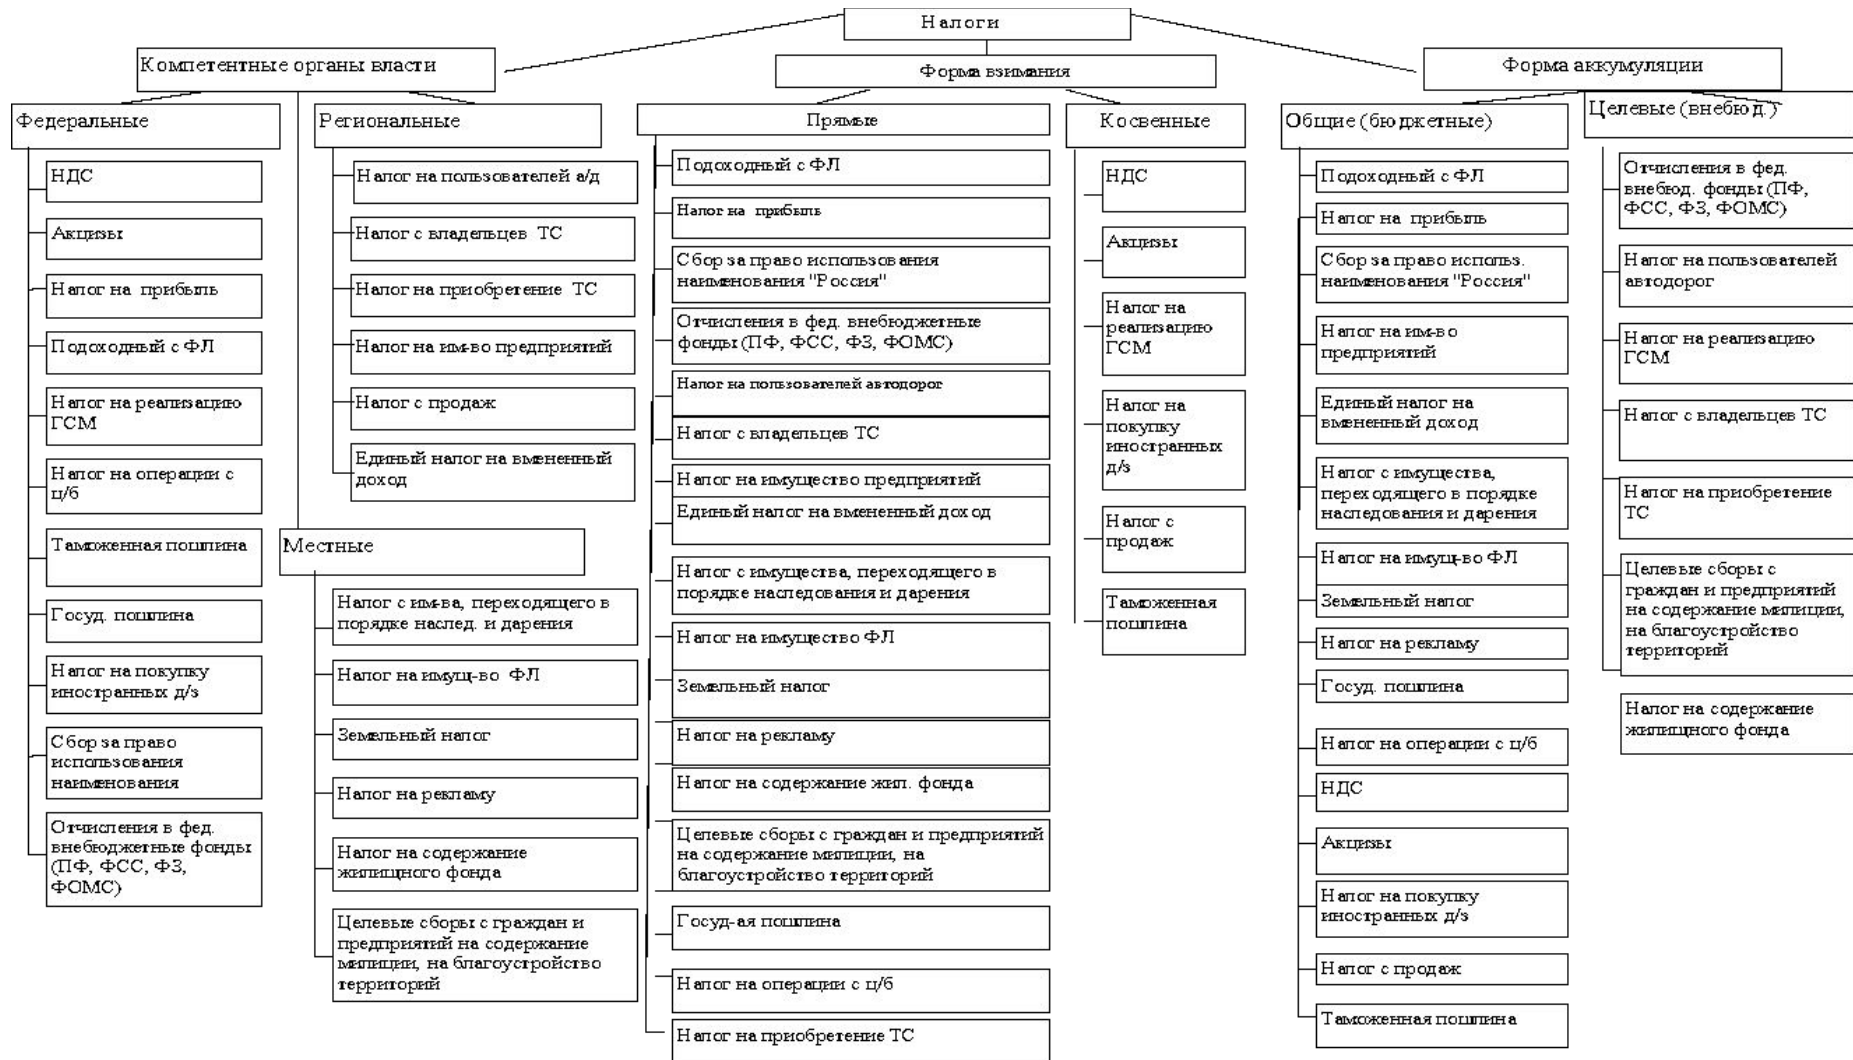 Налоги
Компетентные органы власти
Форма взимания
Форма аккумуляции
Федеральные
НДС
Акцизы
Налог на прибыль
Подоходный с ФЛ
Налог на реализацию
ГСМ
Налог на операции с
ц/б
Таможенная пошлина
Госуд. пошлина
Налог на покупку
иностранных д/з
Сбор за право
использования
наименования
Отчисления в фед.
внебюджетные фонды
(ПФ, ФСС, ФЗ,
ФОМС)
Региональные
Налог на пользователей а/д
Налог с владельцев ТС
Налог на приобретение ТС
Налог на им-во предприятий
Налог с продаж
Единый налог на вмененный
доход
Местные
Налог с им-ва, переходящего в
порядке наслед. и дарения
Налог на имущ-во ФЛ
Земельный налог
Налог на рекламу
Налог на содержание
жилищного фонда
Целевые сборы с граждан и
предприятий на содержание
милиции, на благоустройство
территорий
Прямые
Подоходный с ФЛ
Налог на прибыль
Сбор за право использования
наименования "Россия"
Отчисления в фед. внебюджетные
фонды (ПФ, ФСС, ФЗ, ФОМС)
Налог на пользователей автодорог
Налог с владельцев ТС
Налог на имущество предприятий
Единый налог на вмененный доход
Налог с имущества, переходящего в
порядке наследования и дарения
Налог на имущество ФЛ
Земельный налог
Налог на рекламу
Налог на содержание жил. фонда
Целевые сборы с граждан и предприятий
на содержание милиции, на
благоустройство территорий
Госуд-ая пошлина
Налог на операции с ц/б
Налог на приобретение ТС
Косвенные
НДС
Акцизы
Налог на
реализацию
ГСМ
Налог на
покупку
иностранных
д/з
Налог с
продаж
Таможенная
пошлина
Общие (бюджетные)
Подоходный с ФЛ
Налог на прибыль
Сбор за право использ.
наименования "Россия"
Налог на им-во
предприятий
Единый налог на
вмененный доход
Налог с имущества,
переходящего в порядке
наследования и дарения
Налог на имущ-во ФЛ
Земельный налог
Налог на рекламу
Госуд. пошлина
Налог на операции с ц/б
НДС
Акцизы
Налог на покупку
иностранных д/з
Налог с продаж
Таможенная пошлина
Целевые (внебюд.)
Отчисления в фед.
внебюд. фонды (ПФ,
ФСС, ФЗ, ФОМС)
Налог на пользователей
автодорог
Налог на реализацию
ГСМ
Налог с владельцев ТС
Налог на приобретение
ТС
Целевые сборы с
граждан и предприятий
на содержание милиции,
на благоустройство
территорий
Налог на содержание
жилищного фонда